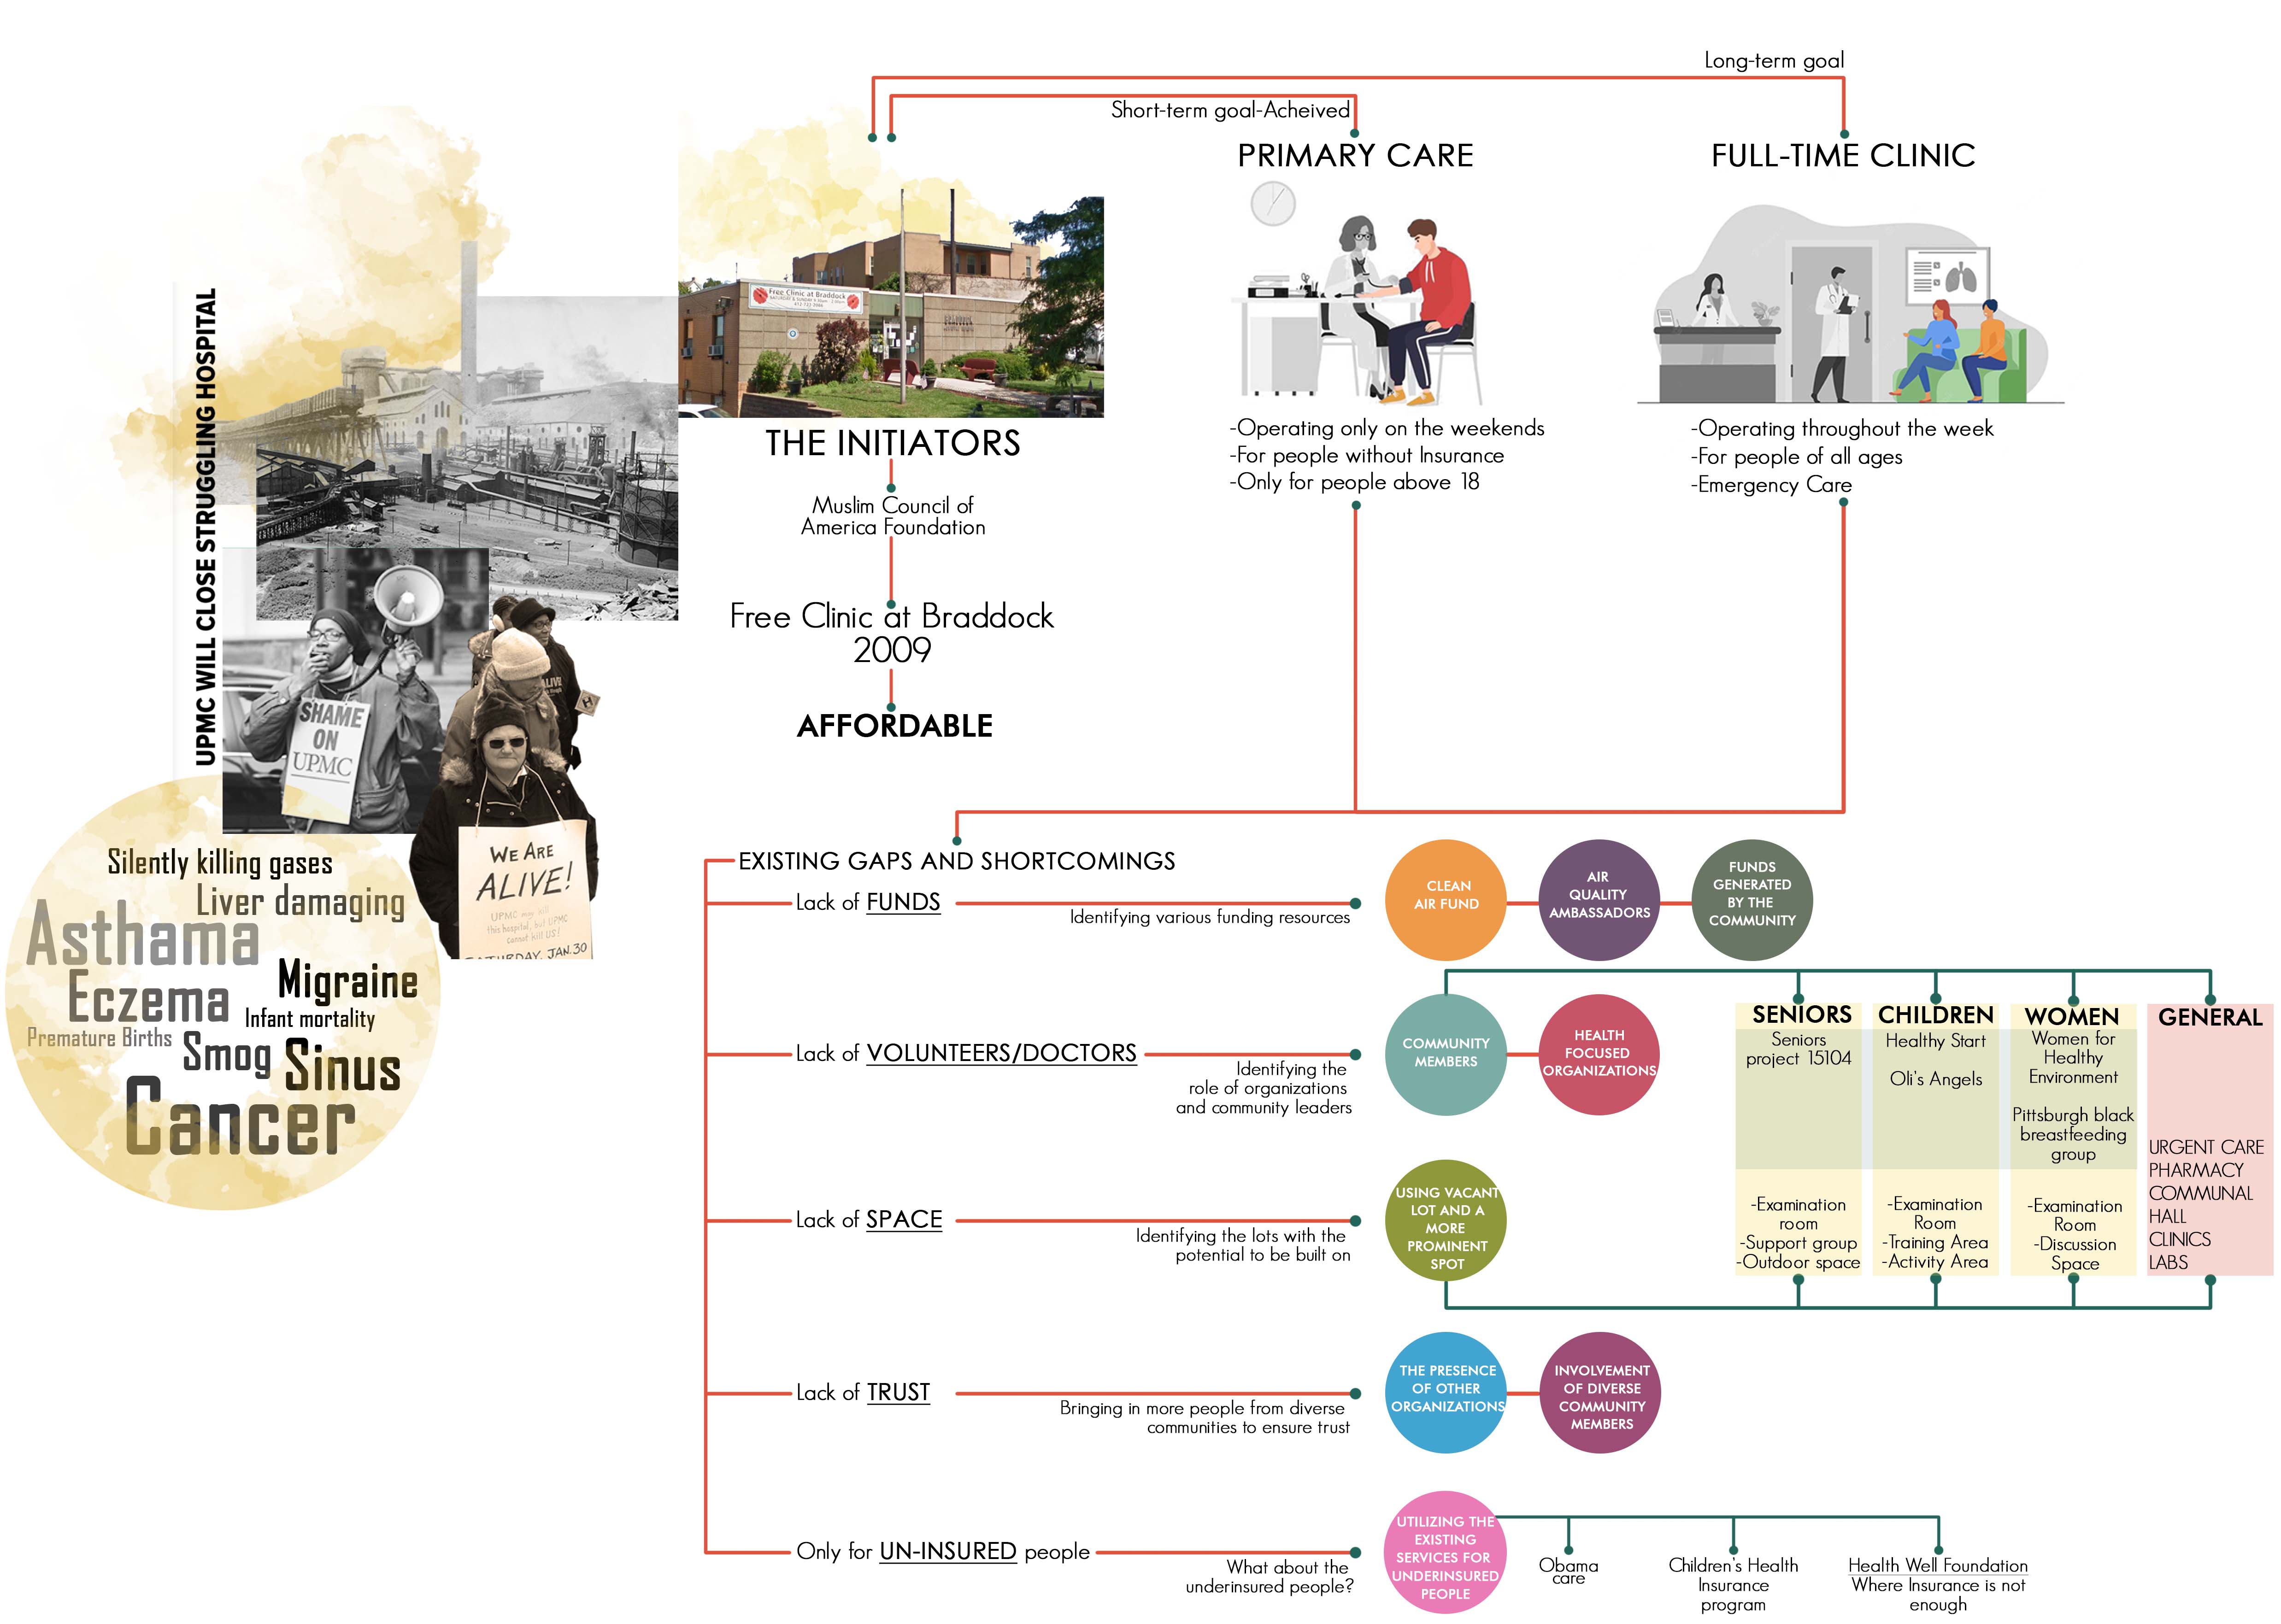 Long-term goal
Short-term goal-Acheived
PRIMARY CARE
FULL-TIME CLINIC
-Operating only on the weekends
-For people without Insurance
-Only for people above 18
-Operating throughout the week
-For people of all ages
-Emergency Care
UPMC WILL CLOSE STRUGGLING HOSPITAL
Free Clinic at Braddock
THE INITIATORS
Muslim Council of
America Foundation
Free Clinic at Braddock
2009
AFFORDABLE
SHAME
ON
UPMC
ALIVE!
WE ARE
ALIVE!
UPMC may kill
this hospital, but UPMC
cannot kill US!
SATURDAY, JAN.30
Silently killing gases
Liver damaging
Asthama
Eczema
Migraine
Infant mortality
Premature Births
Smog
Sinus
Cancer
EXISTING GAPS AND SHORTCOMINGS
Lack of FUNDS
Identifying various funding resources
CLEAN
AIR FUND
AIR
QUALITY
AMBASSADORS
FUNDS
GENERATED
BY THE
COMMUNITY
Lack of VOLUNTEERS/DOCTORS
Identifying the
role of organizations
and community leaders
COMMUNITY
MEMBERS
HEALTH
FOCUSED
ORGANIZATIONS
SENIORS
Seniors
project 15104
-Examination
room
-Support group
-Outdoor space
CHILDREN
Healthy Start
Oli's Angels
-Examination
Room
-Training Area
-Activity Area
WOMEN
Women for
Healthy
Environment
Pittsburgh black
breastfeeding
group
-Examination
Room
-Discussion
Space
GENERAL
URGENT CARE
PHARMACY
COMMUNAL
HALL
CLINICS
LABS
Lack of SPACE
Identifying the lots with the
potential to be built on
USING VACANT
LOT AND A
MORE
PROMINENT
SPOT
Lack of TRUST
Bringing in more people from diverse
communities to ensure trust
THE PRESENCE
OF OTHER
ORGANIZATIONS
INVOLVEMENT
OF DIVERSE
COMMUNITY
MEMBERS
Only for UN-INSURED people
What about the
underinsured people?
UTILIZING THE
EXISTING
SERVICES FOR
UNDERINSURED
PEOPLE
Obama
care
Children's Health
Insurance
program
Health Well Foundation
Where Insurance is not
enough